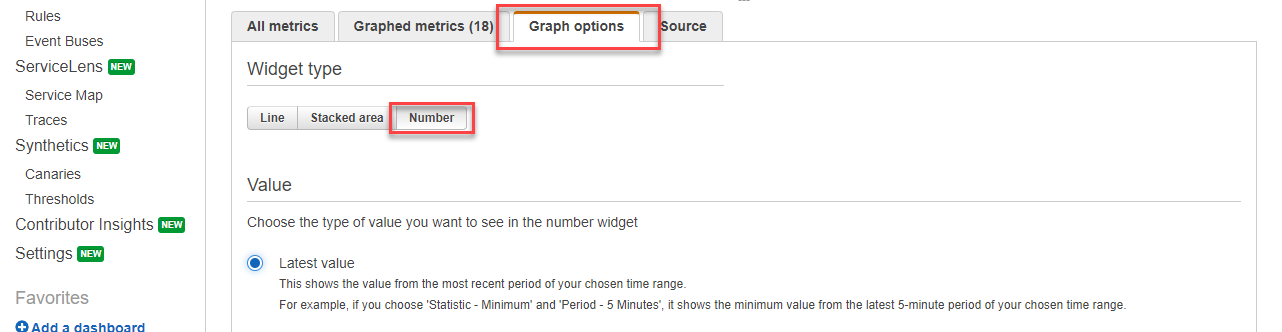 Rules
Event Buses
ServiceLens NEW
Service Map
Traces
Synthetics NEW
Canaries
Thresholds
Contributor Insights NEW
Settings NEW
Favorites
Add a dashboard
All metrics
Graphed metrics (18)
Graph options
Source
Widget type
Line
Stacked area
Number
Value
Choose the type of value you want to see in the number widget
Latest value
This shows the value from the most recent period of your chosen time range.
For example, if you choose 'Statistic - Minimum' and 'Period - 5 Minutes', it shows the minimum value from the latest 5-minute period of your chosen time range.